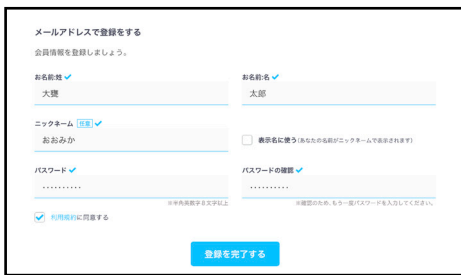 メールアドレスで登録をする
会員情報を登録しましょう。
お名前:姓
お名前:名
大甕
太郎
ニックネーム 任意
おおみか
表示名に使う(あなたの名前がニックネームで表示されます)
パスワード
パスワードの確認
··········
··········
※半角英数字8文字以上
※確認のため、もう一度パスワードを入力してください。
利用規約に同意する
登録を完了する